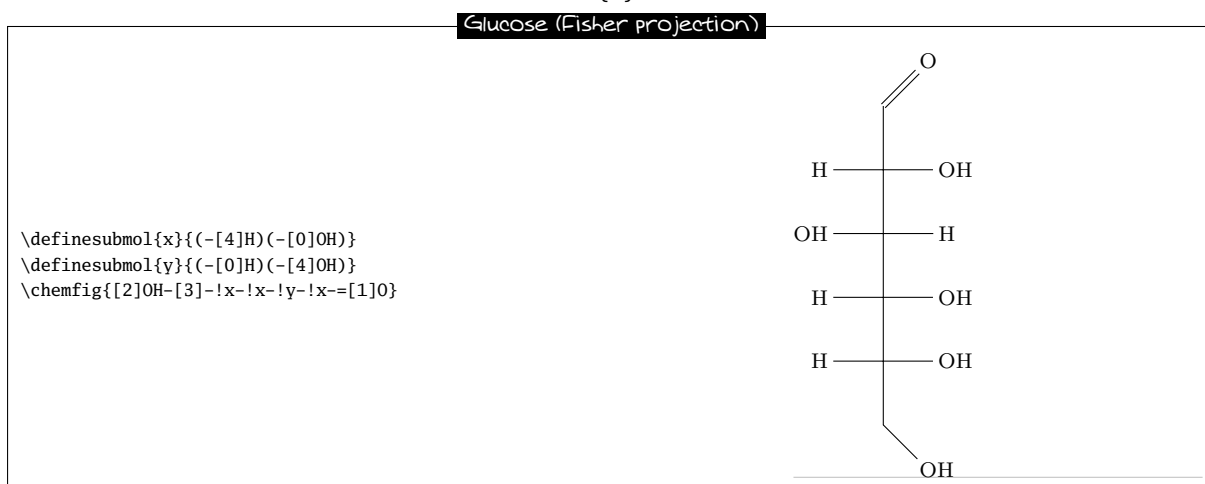 Glucose (Fisher projection)
\definesubmol{x}{(-[4]H)(-[0]OH)}
\definesubmol{y}{(-[0]H)(-[4]OH)}
\chemfig{[2]OH-[3]-!x-!x-!y-!x-=[1]O}
O
H OH
OH H
H OH
H OH
OH